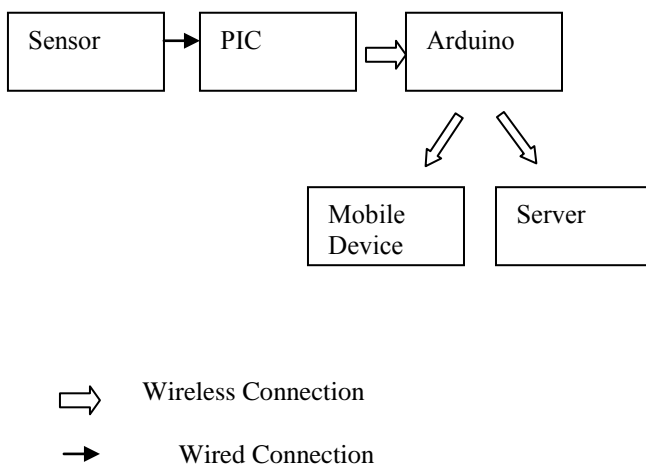 Sensor
PIC
Arduino
Mobile
Device
Server
Wireless Connection
Wired Connection